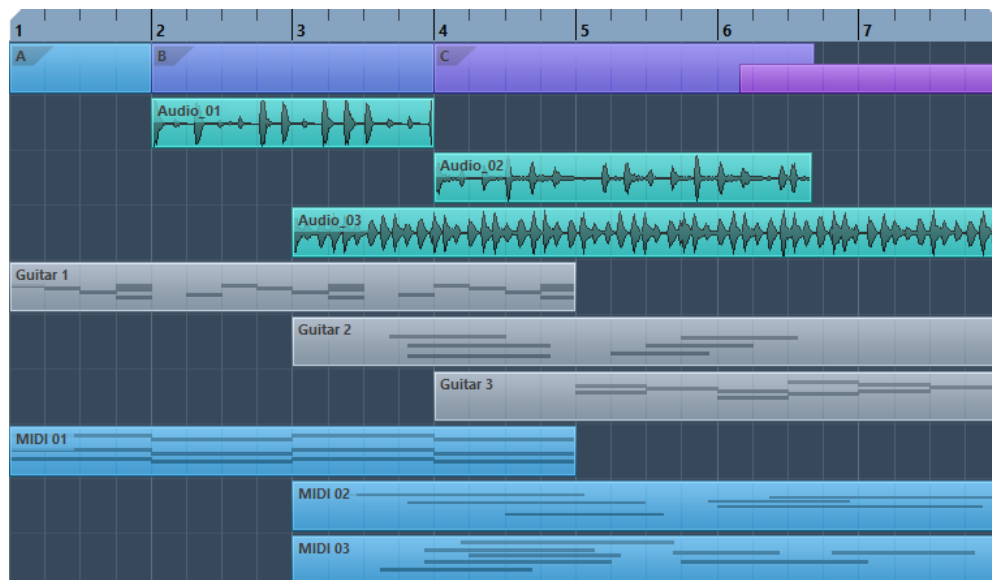 1 2 3 4 5 6 7
A B C
Audio_01
Audio_02
Audio_03
Guitar 1
Guitar 2
Guitar 3
MIDI 01
MIDI 02
MIDI 03